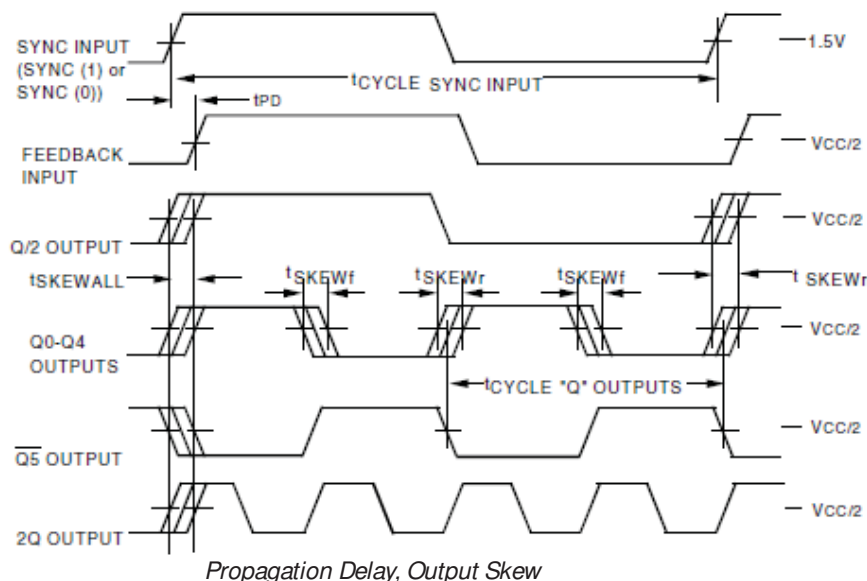 SYNC INPUT
(SYNC (1) or
SYNC (0))
1.5V
tCYCLE SYNC INPUT
tPD
FEEDBACK
INPUT
VCC/2
Q/2 OUTPUT
VCC/2
tSKEWALL
tSKEWf
tSKEWr
tSKEWf
tSKEWr
Q0-Q4
OUTPUTS
VCC/2
tCYCLE "Q" OUTPUTS
Q5 OUTPUT
VCC/2
2Q OUTPUT
VCC/2
Propagation Delay, Output Skew